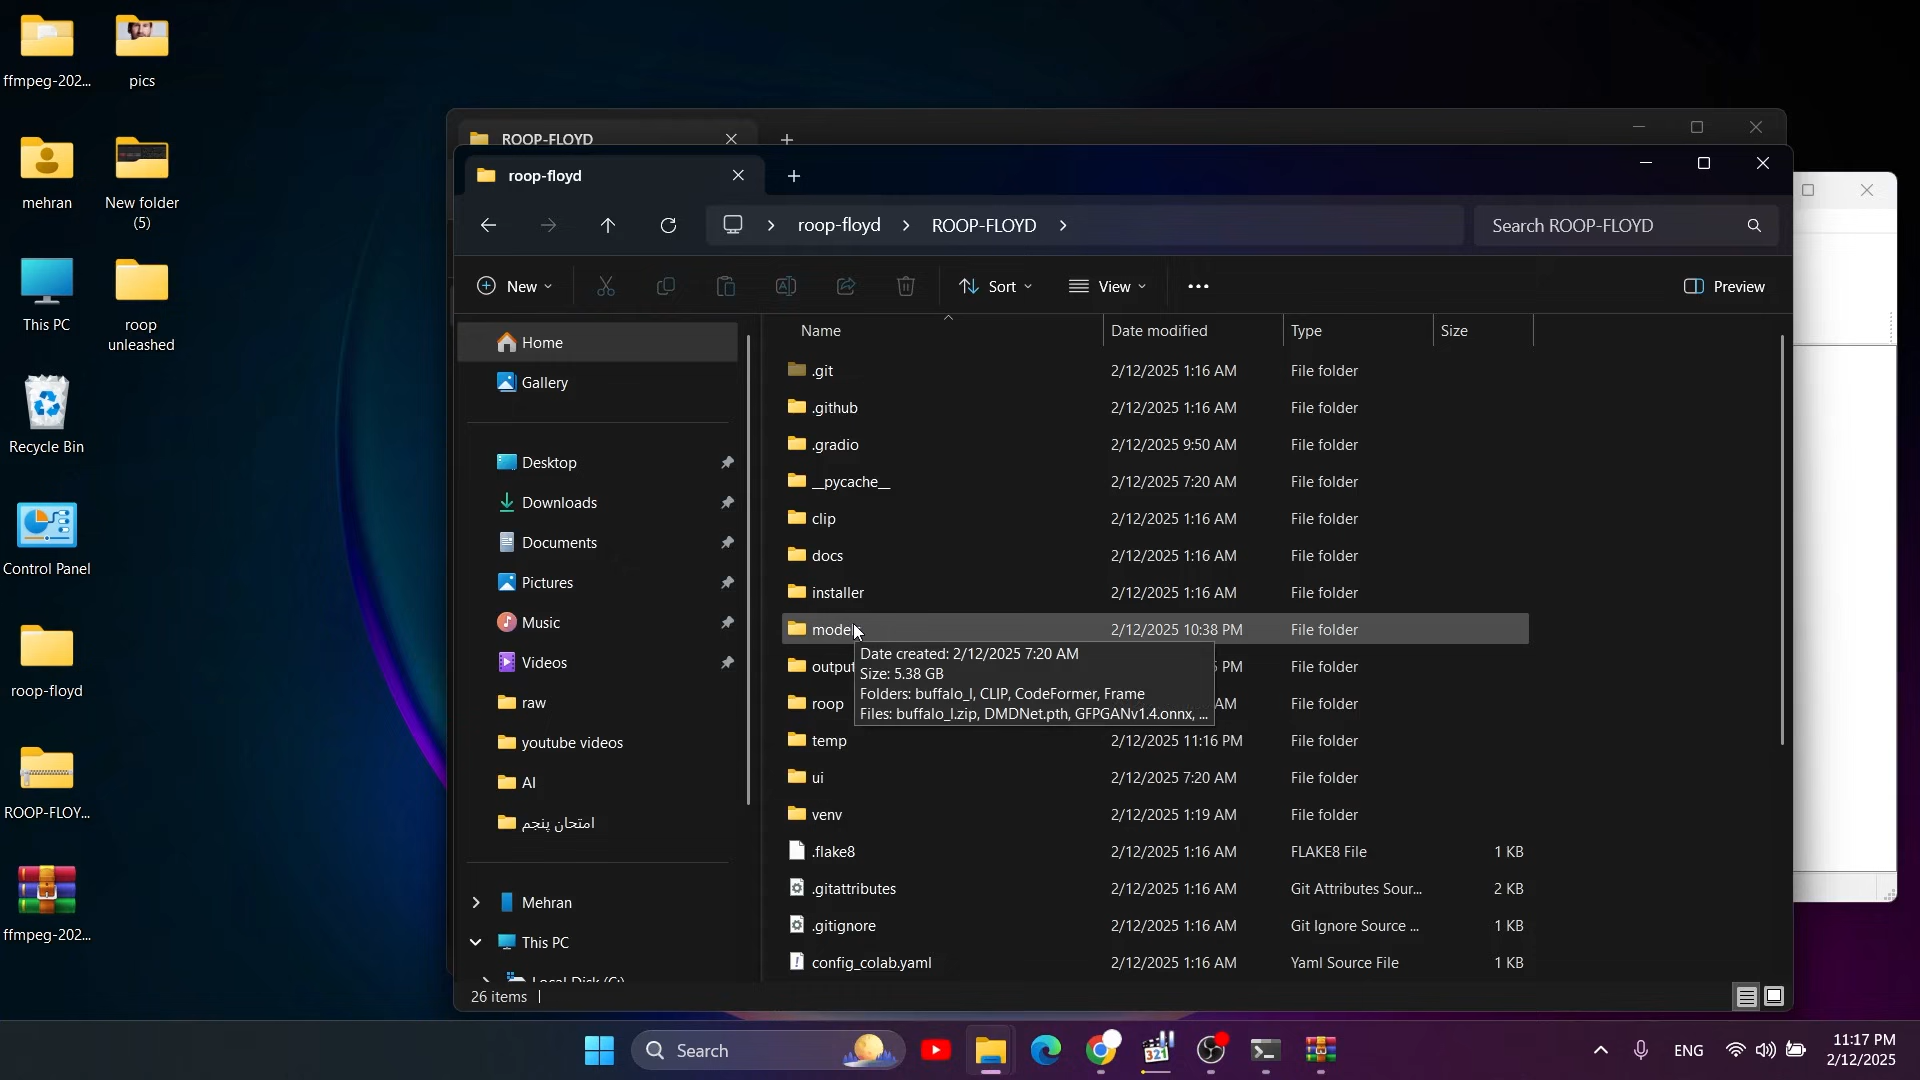 ffmpeg-202...
pics
mehran
New folder
(5)
This PC
roop
unleashed
Recycle Bin
Control Panel
roop-floyd
ROOP-FLOY...
ffmpeg-202...
ROOP-FLOYD
roop-floyd
roop-floyd
ROOP-FLOYD
Search ROOP-FLOYD
New
Sort
View
Preview
Home
Gallery
Desktop
Downloads
Documents
Pictures
Music
Videos
raw
youtube videos
AI
امتحان پنجم
Mehran
This PC
Local Disk (C:)
Name Date modified Type Size
.git 2/12/2025 1:16 AM File folder
.github 2/12/2025 1:16 AM File folder
.gradio 2/12/2025 9:50 AM File folder
__pycache__ 2/12/2025 7:20 AM File folder
clip 2/12/2025 1:16 AM File folder
docs 2/12/2025 1:16 AM File folder
installer 2/12/2025 1:16 AM File folder
model 2/12/2025 10:38 PM File folder
Date created: 2/12/2025 7:20 AM
Size: 5.38 GB
Folders: buffalo_l, CLIP, CodeFormer, Frame
Files: buffalo_l.zip, DMDNet.pth, GFPGANv1.4.onnx, ...
output PM File folder
roop AM File folder
temp 2/12/2025 11:16 PM File folder
ui 2/12/2025 7:20 AM File folder
venv 2/12/2025 1:19 AM File folder
.flake8 2/12/2025 1:16 AM FLAKE8 File 1 KB
.gitattributes 2/12/2025 1:16 AM Git Attributes Sour... 2 KB
.gitignore 2/12/2025 1:16 AM Git Ignore Source ... 1 KB
config_colab.yaml 2/12/2025 1:16 AM Yaml Source File 1 KB
26 items
Search
321
ENG
11:17 PM
2/12/2025